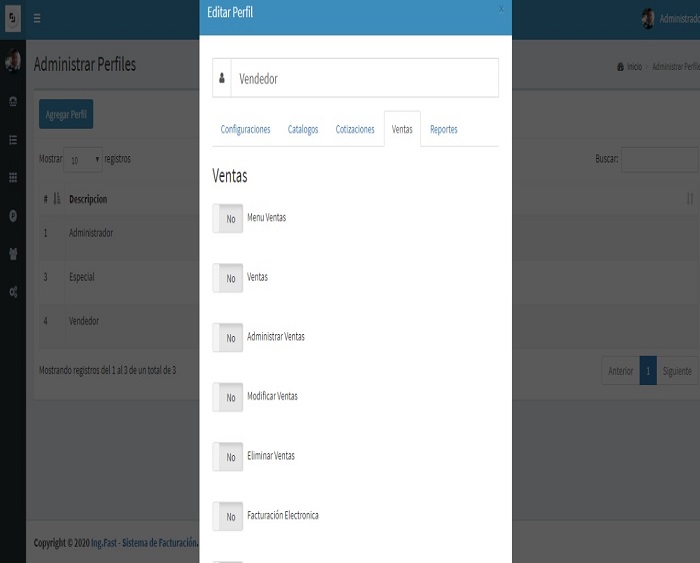 Editar Perfil
x
Administrado
Administrar Perfiles
Inicio
Administrar Perfile
Vendedor
Agregar Perfil
Configuraciones Catalogos Cotizaciones Ventas Reportes
Mostrar 10 registros
Buscar:
Ventas
# Descripcion
No Menu Ventas
1 Administrador
3 Especial
No Ventas
4 Vendedor
No Administrar Ventas
Mostrando registros del 1 al 3 de un total de 3
Anterior 1 Siguiente
No Modificar Ventas
No Eliminar Ventas
No Facturación Electronica
Copyright © 2020 Ing.Fast - Sistema de Facturación.